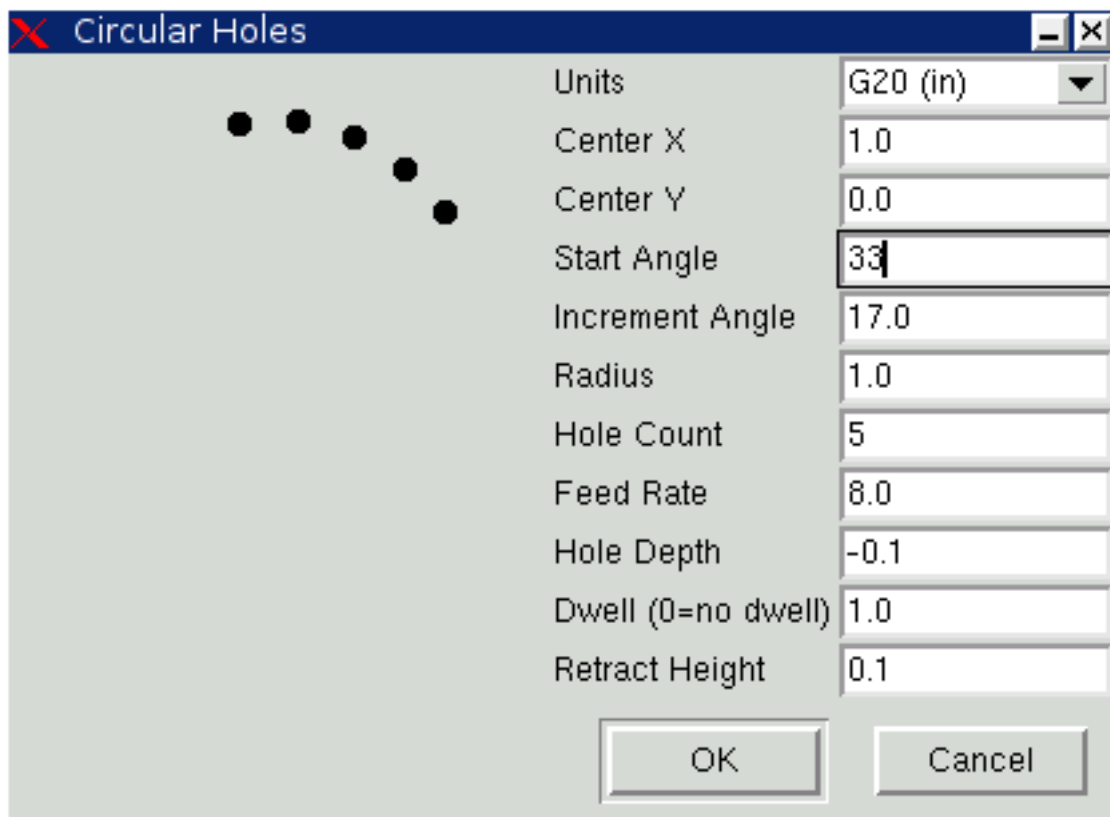 Circular Holes
Units G20 (in)
Center X 1.0
Center Y 0.0
Start Angle 33
Increment Angle 17.0
Radius 1.0
Hole Count 5
Feed Rate 8.0
Hole Depth -0.1
Dwell (0=no dwell) 1.0
Retract Height 0.1
OK Cancel